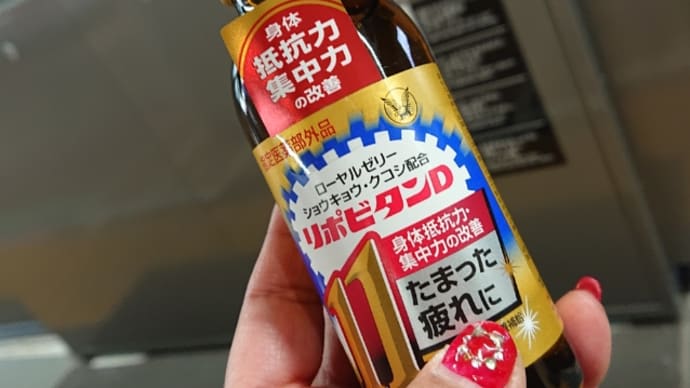 身体
抵抗力
集中力
の改善
指定医薬部外品
ローヤルゼリー
ショウキョウ・クコシ配合
リポビタンD
11
身体抵抗力・
集中力の改善
たまった
疲れに